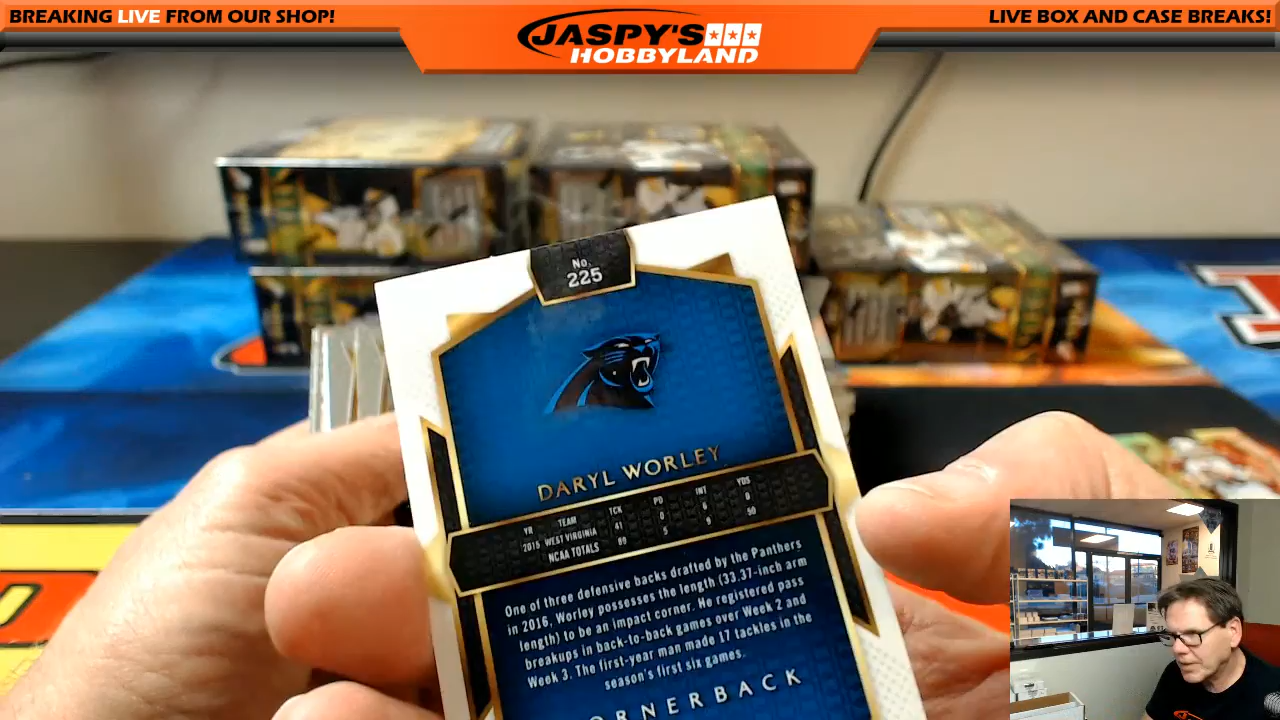 BREAKING LIVE FROM OUR SHOP!
JASPY'S
HOBBYLAND
LIVE BOX AND CASE BREAKS!
No.
225
DARYL WORLEY
YR TEAM TCK PD INT YDS
2015 WEST VIRGINIA 41 0 6 0
NCAA TOTALS 89 5 9 50
One of three defensive backs drafted by the Panthers
in 2016, Worley possesses the length (33.37-inch arm
length) to be an impact corner. He registered pass
breakups in back-to-back games over Week 2 and
Week 3. The first-year man made 17 tackles in the
season's first six games.
ORNERBACK